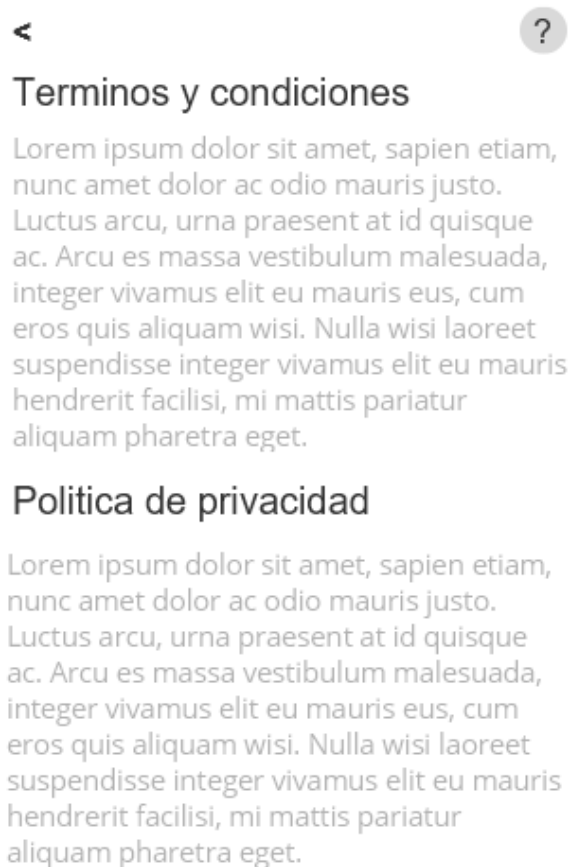 <
?
Terminos y condiciones
Lorem ipsum dolor sit amet, sapien etiam,
nunc amet dolor ac odio mauris justo.
Luctus arcu, urna praesent at id quisque
ac. Arcu es massa vestibulum malesuada,
integer vivamus elit eu mauris eus, cum
eros quis aliquam wisi. Nulla wisi laoreet
suspendisse integer vivamus elit eu mauris
hendrerit facilisi, mi mattis pariatur
aliquam pharetra eget.
Politica de privacidad
Lorem ipsum dolor sit amet, sapien etiam,
nunc amet dolor ac odio mauris justo.
Luctus arcu, urna praesent at id quisque
ac. Arcu es massa vestibulum malesuada,
integer vivamus elit eu mauris eus, cum
eros quis aliquam wisi. Nulla wisi laoreet
suspendisse integer vivamus elit eu mauris
hendrerit facilisi, mi mattis pariatur
aliquam pharetra eget.